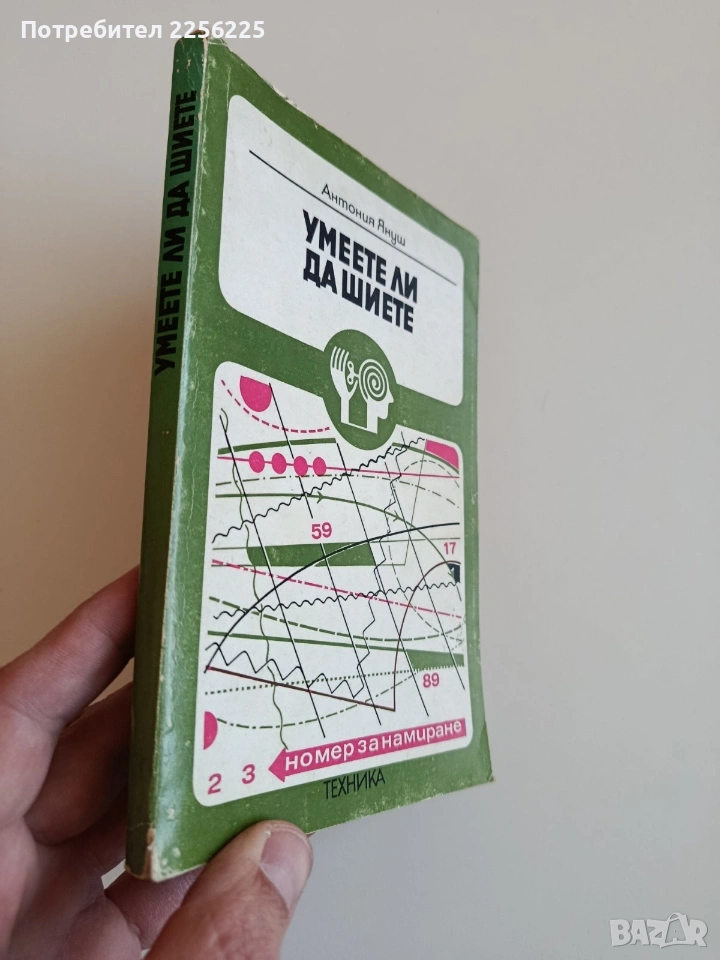 Потребител 2256225
УМЕЕТЕ ЛИ ДА ШИЕТЕ
Антония Януш
УМЕЕТЕ ЛИ
ДА ШИЕТЕ
59
17
89
номер за намиране
2 3
ТЕХНИКА
BAZAR